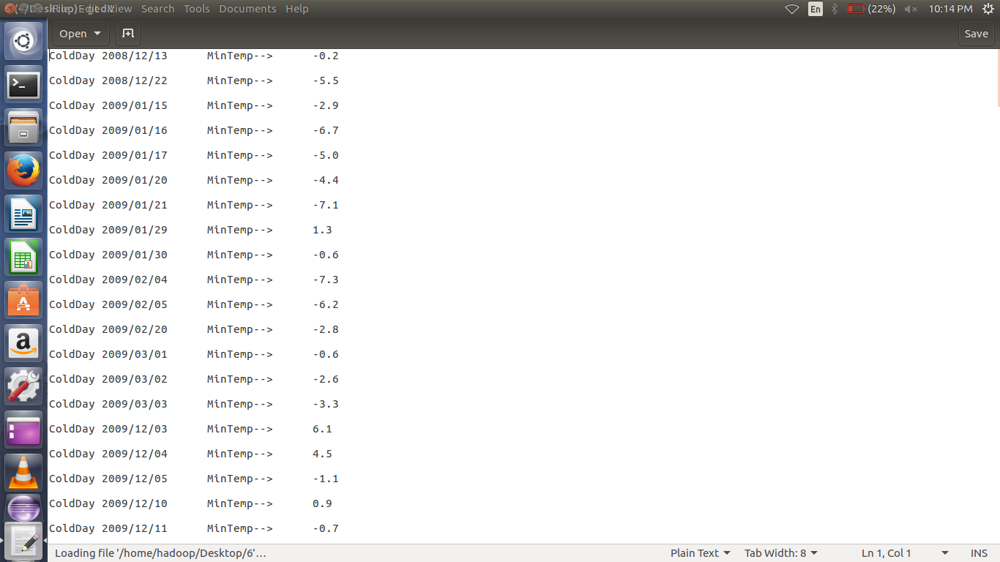 File Edit View Search Tools Documents Help
En (22%) 10:14 PM
Open Save
ColdDay 2008/12/13 MinTemp--> -0.2
ColdDay 2008/12/22 MinTemp--> -5.5
ColdDay 2009/01/15 MinTemp--> -2.9
ColdDay 2009/01/16 MinTemp--> -6.7
ColdDay 2009/01/17 MinTemp--> -5.0
ColdDay 2009/01/20 MinTemp--> -4.4
ColdDay 2009/01/21 MinTemp--> -7.1
ColdDay 2009/01/29 MinTemp--> 1.3
ColdDay 2009/01/30 MinTemp--> -0.6
ColdDay 2009/02/04 MinTemp--> -7.3
ColdDay 2009/02/05 MinTemp--> -6.2
ColdDay 2009/02/20 MinTemp--> -2.8
ColdDay 2009/03/01 MinTemp--> -0.6
ColdDay 2009/03/02 MinTemp--> -2.6
ColdDay 2009/03/03 MinTemp--> -3.3
ColdDay 2009/12/03 MinTemp--> 6.1
ColdDay 2009/12/04 MinTemp--> 4.5
ColdDay 2009/12/05 MinTemp--> -1.1
ColdDay 2009/12/10 MinTemp--> 0.9
ColdDay 2009/12/11 MinTemp--> -0.7
Loading file '/home/hadoop/Desktop/6'… Plain Text Tab Width: 8 Ln 1, Col 1 INS